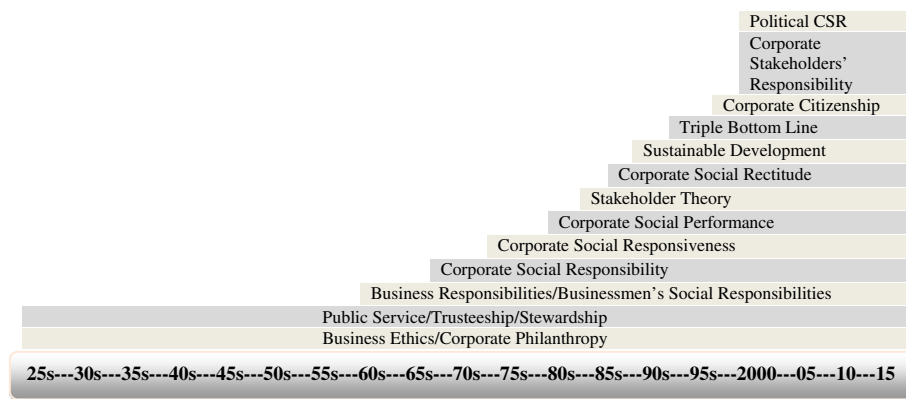 Political CSR
Corporate
Stakeholders’
Responsibility
Corporate Citizenship
Triple Bottom Line
Sustainable Development
Corporate Social Rectitude
Stakeholder Theory
Corporate Social Performance
Corporate Social Responsiveness
Corporate Social Responsibility
Business Responsibilities/Businessmen’s Social Responsibilities
Public Service/Trusteeship/Stewardship
Business Ethics/Corporate Philanthropy
25s---30s---35s---40s---45s---50s---55s---60s---65s---70s---75s---80s---85s---90s---95s---2000---05---10---15